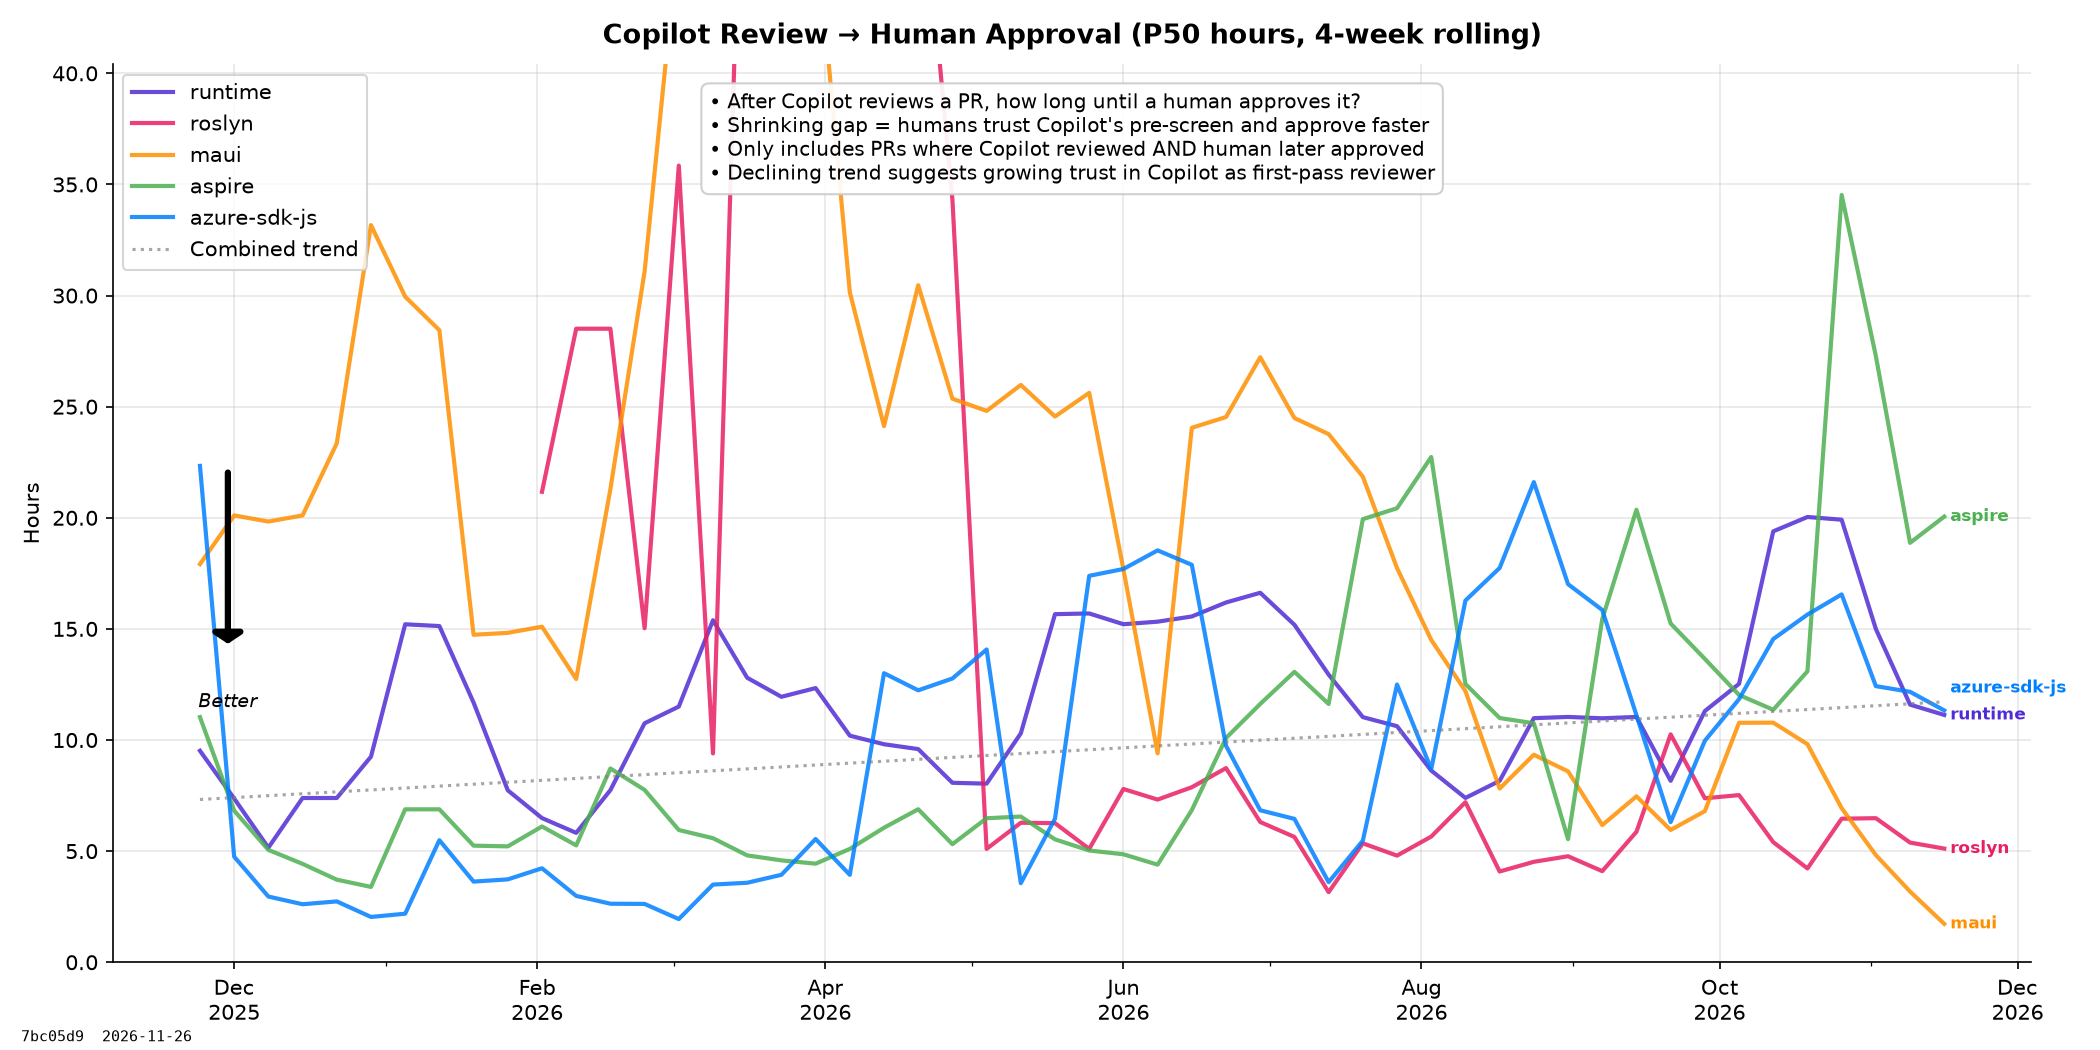 Copilot Review → Human Approval (P50 hours, 4-week rolling)
runtime
roslyn
maui
aspire
azure-sdk-js
Combined trend
• After Copilot reviews a PR, how long until a human approves it?
• Shrinking gap = humans trust Copilot's pre-screen and approve faster
• Only includes PRs where Copilot reviewed AND human later approved
• Declining trend suggests growing trust in Copilot as first-pass reviewer
40.0
35.0
30.0
25.0
20.0
15.0
10.0
5.0
0.0
Hours
Better
aspire
azure-sdk-js
runtime
roslyn
maui
Dec
2025
Feb
2026
Apr
2026
Jun
2026
Aug
2026
Oct
2026
Dec
2026
7bc05d9  2026-11-26